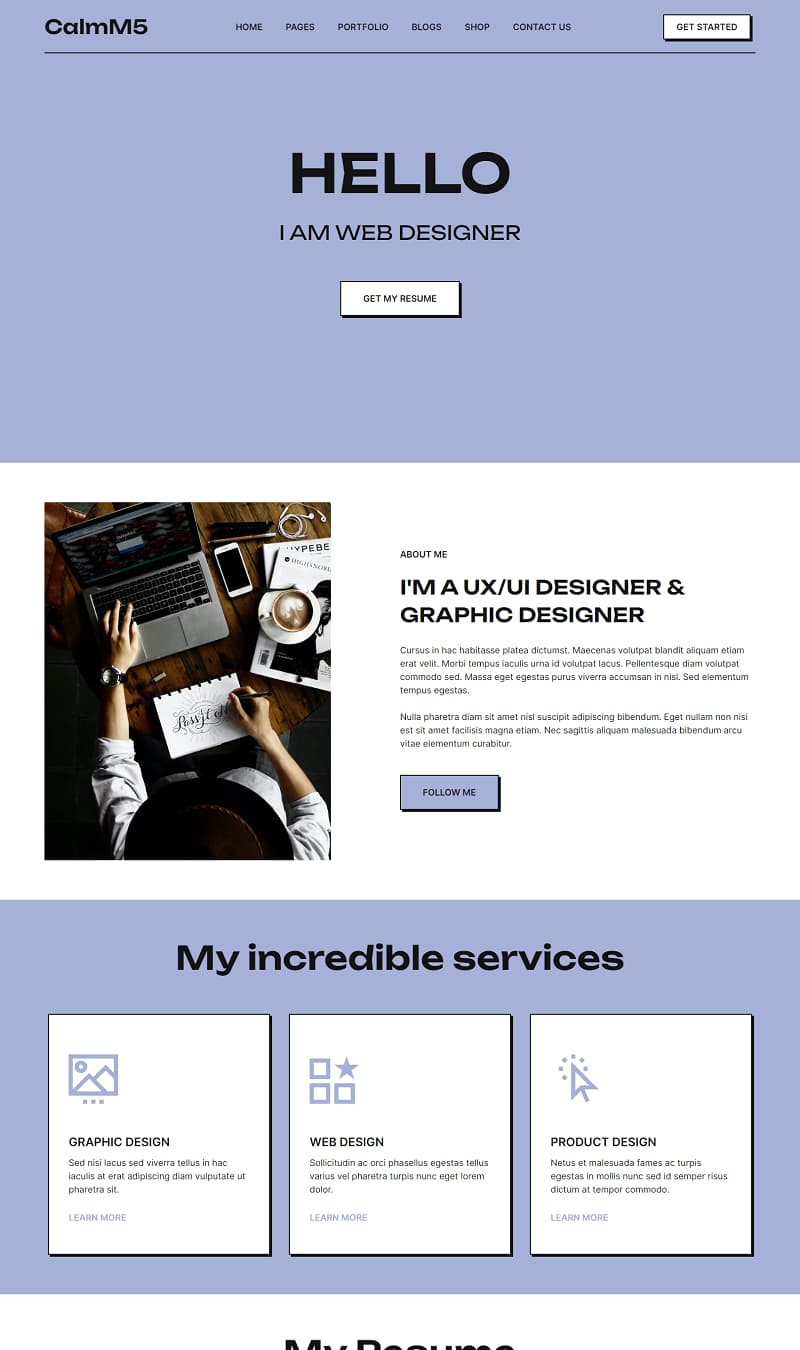 CalmM5
HOME PAGES PORTFOLIO BLOGS SHOP CONTACT US
GET STARTED
HELLO
I AM WEB DESIGNER
GET MY RESUME
HYPEBE
HIGHSNOBI
ABOUT ME
I'M A UX/UI DESIGNER &
GRAPHIC DESIGNER
Cursus in hac habitasse platea dictumst. Maecenas volutpat blandit aliquam etiam
erat velit. Morbi tempus iaculis urna id volutpat lacus. Pellentesque diam volutpat
commodo sed. Massa eget egestas purus viverra accumsan in nisl. Sed elementum
tempus egestas.
Nulla pharetra diam sit amet nisl suscipit adipiscing bibendum. Eget nullam non nisi
est sit amet facilisis magna etiam. Nec sagittis aliquam malesuada bibendum arcu
vitae elementum curabitur.
FOLLOW ME
My incredible services
GRAPHIC DESIGN
Sed nisi lacus sed viverra tellus in hac
iaculis at erat adipiscing diam vulputate ut
pharetra sit.
LEARN MORE
WEB DESIGN
Sollicitudin ac orci phasellus egestas tellus
varius vel pharetra turpis nunc eget lorem
dolor.
LEARN MORE
PRODUCT DESIGN
Netus et malesuada fames ac turpis
egestas in mollis nunc sed id semper risus
dictum at tempor commodo.
LEARN MORE
My Resume